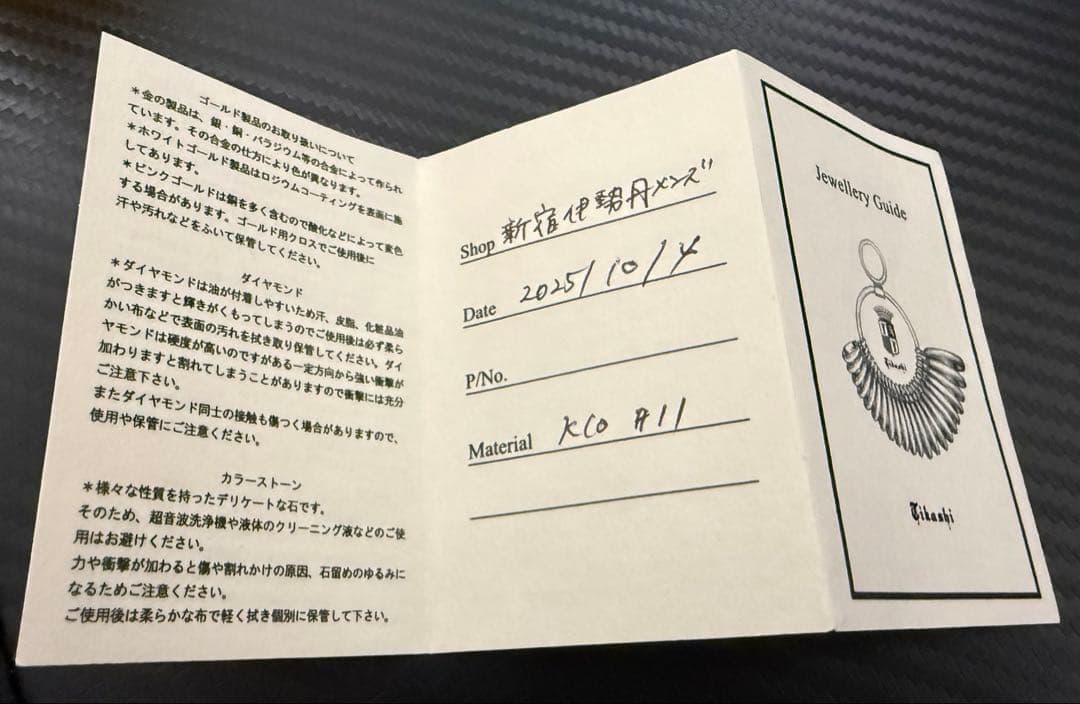 ゴールド製品のお取り扱いについて
＊金の製品は、銀・銅・パラジウム等の合金によって作られ
ています。その合金の仕方により色が異なります。
＊ホワイトゴールド製品はロジウムコーティングを表面に施
してあります。
＊ピンクゴールドは銅を多く含むので酸化などによって変色
する場合があります。ゴールド用クロスでご使用後に
汗や汚れなどをふいて保管してください。
ダイヤモンド
＊ダイヤモンドは油が付着しやすいため汗、皮脂、化粧品油
がつきますと輝きがくもってしまうのでご使用後は必ず柔ら
かい布などで表面の汚れを拭き取り保管してください。ダイ
ヤモンドは硬度が高いのですがある一定方向から強い衝撃が
加わりますと割れてしまうことがありますので衝撃には充分
ご注意下さい。
またダイヤモンド同士の接触も傷つく場合がありますので、
使用や保管にご注意ください。
カラーストーン
＊様々な性質を持ったデリケートな石です。
そのため、超音波洗浄機や液体のクリーニング液などのご使
用はお避けください。
力や衝撃が加わると傷や割れかけの原因、石留めのゆるみに
なるためご注意ください。
ご使用後は柔らかな布で軽く拭き個別に保管して下さい。
Shop 新宿伊勢丹メンズ
Date 2025/10/4
P/No.
Material K10 #11
Jewellery Guide
Tikashi
Tikashi